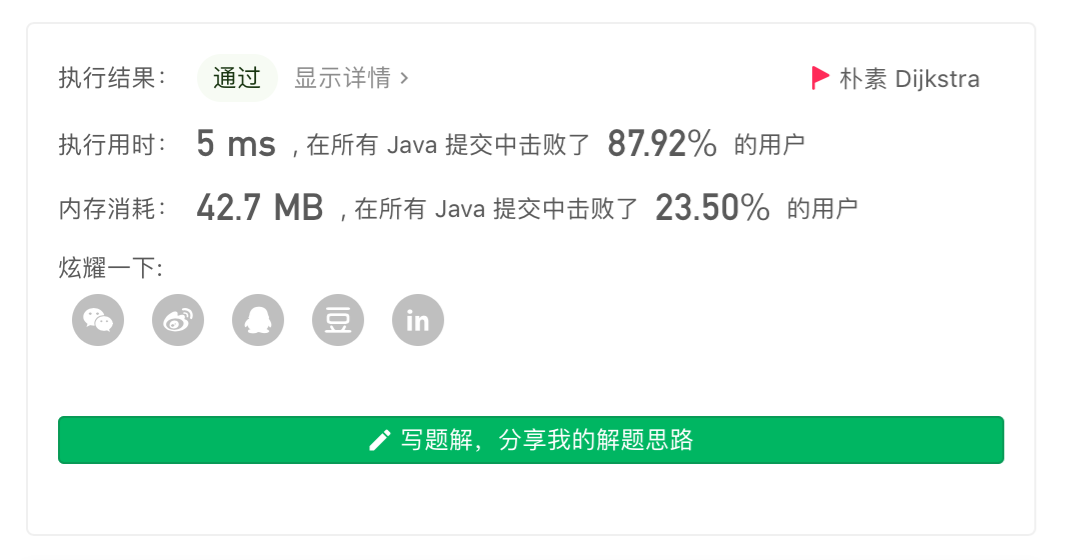 执行结果： 通过 显示详情 › 朴素 Dijkstra
执行用时： 5 ms , 在所有 Java 提交中击败了 87.92% 的用户
内存消耗： 42.7 MB , 在所有 Java 提交中击败了 23.50% 的用户
炫耀一下:
豆 in
写题解，分享我的解题思路